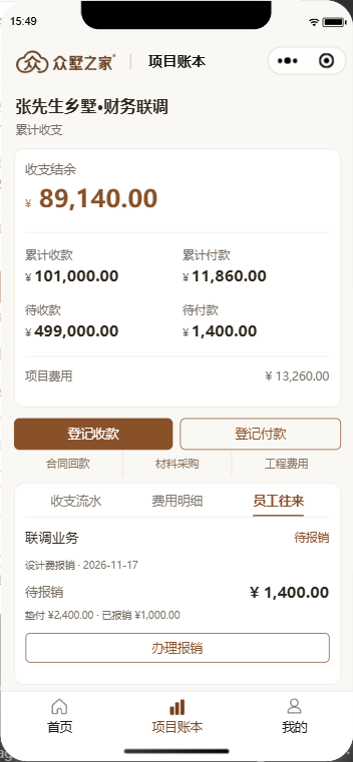 15:49
众墅之家 项目账本
张先生乡墅•财务联调
累计收支
收支结余
¥ 89,140.00
累计收款 累计付款
¥ 101,000.00 ¥ 11,860.00
待收款 待付款
¥ 499,000.00 ¥ 1,400.00
项目费用 ¥ 13,260.00
登记收款 登记付款
合同回款 材料采购 工程费用
收支流水 费用明细 员工往来
联调业务 待报销
设计费报销 · 2026-11-17
待报销 ¥ 1,400.00
垫付 ¥2,400.00 · 已报销 ¥1,000.00
办理报销
首页 项目账本 我的